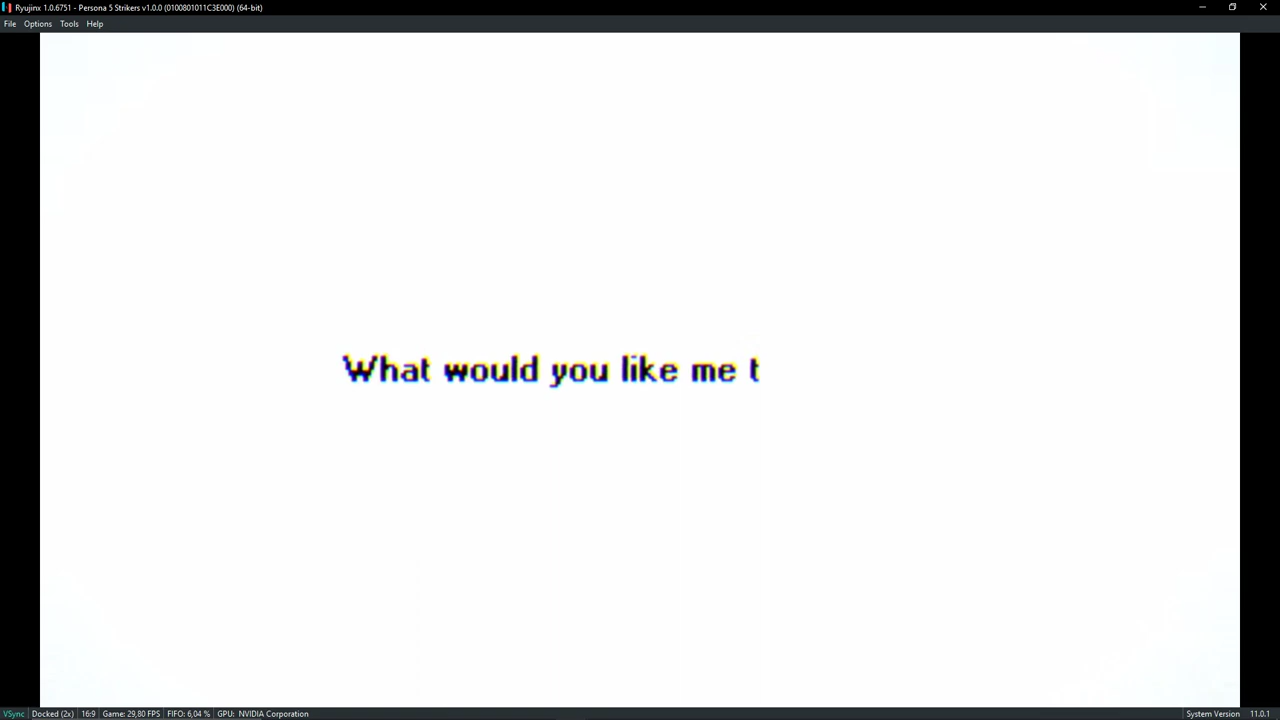 Ryujinx 1.0.6751 - Persona 5 Strikers v1.0.0 (0100801011C3E000) (64-bit)
File Options Tools Help
What would you like me t
VSync Docked (2x) 16:9 Game: 29,80 FPS FIFO: 6,04 % GPU: NVIDIA Corporation System Version 11.0.1